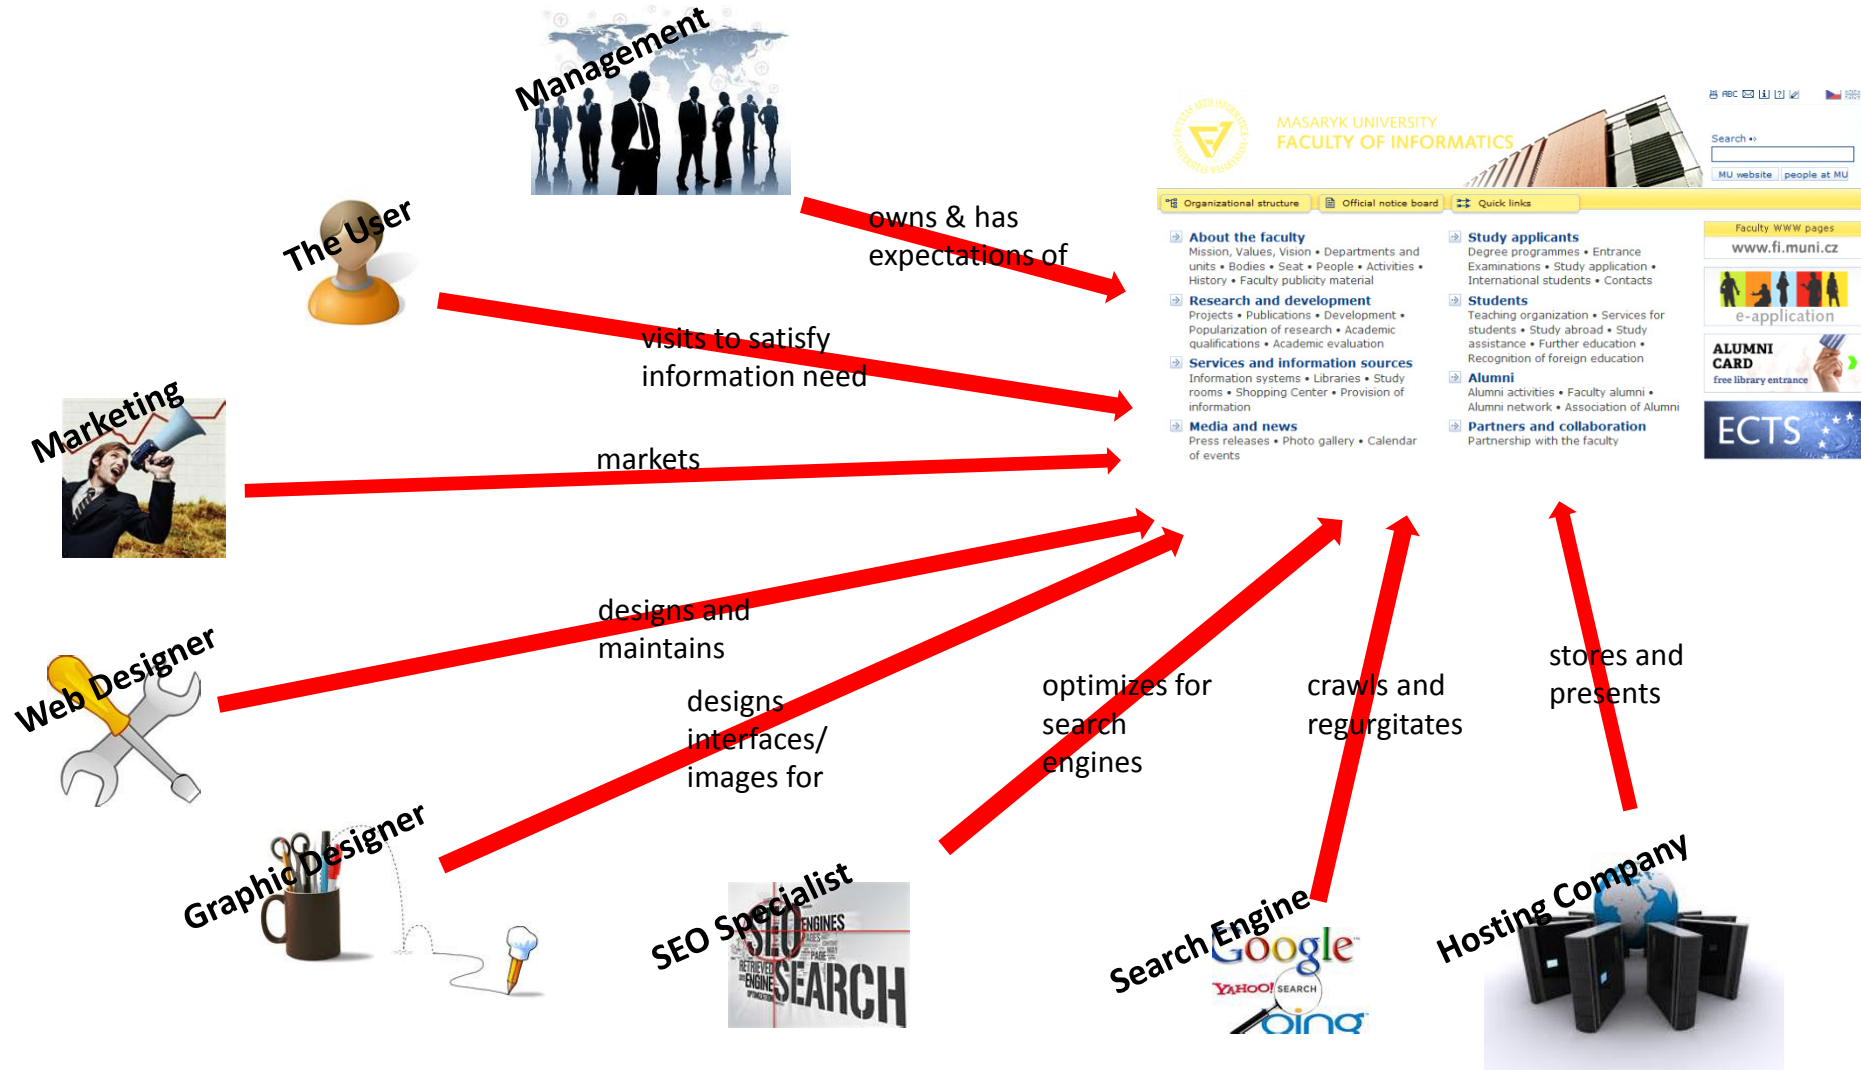 Management
The User
owns & has
expectations of
visits to satisfy
information need
Marketing
markets
Web Designer
designs and
maintains
Graphic Designer
designs
interfaces/
images for
SEO Specialist
SEO
ENGINES
PAGES
PAGE
WAY
RETRIEVED
ENGINE
OPTIMIZATION
SEARCH
optimizes for
search
engines
Search Engine
Google
YAHOO! SEARCH
bing
crawls and
regurgitates
Hosting Company
stores and
presents
MASARYK UNIVERSITY
FACULTY OF INFORMATICS
ABC
Search
MU website people at MU
Organizational structure Official notice board Quick links
About the faculty
Mission, Values, Vision • Departments and
units • Bodies • Seat • People • Activities •
History • Faculty publicity material
Research and development
Projects • Publications • Development •
Popularization of research • Academic
qualifications • Academic evaluation
Services and information sources
Information systems • Libraries • Study
rooms • Shopping Center • Provision of
information
Media and news
Press releases • Photo gallery • Calendar
of events
Study applicants
Degree programmes • Entrance
Examinations • Study application •
International students • Contacts
Students
Teaching organization • Services for
students • Study abroad • Study
assistance • Further education •
Recognition of foreign education
Alumni
Alumni activities • Faculty alumni •
Alumni network • Association of Alumni
Partners and collaboration
Partnership with the faculty
Faculty WWW pages
www.fi.muni.cz
e-application
ALUMNI
CARD
free library entrance
ECTS